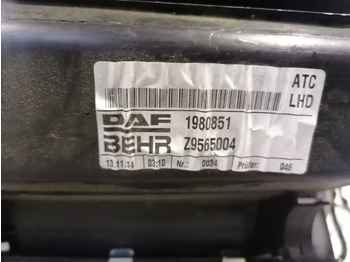 ATC
LHD
DAF 1980851
BEHR Z9565004
13.11.14 03:10 Nr.: 0034 Prüfer: 046